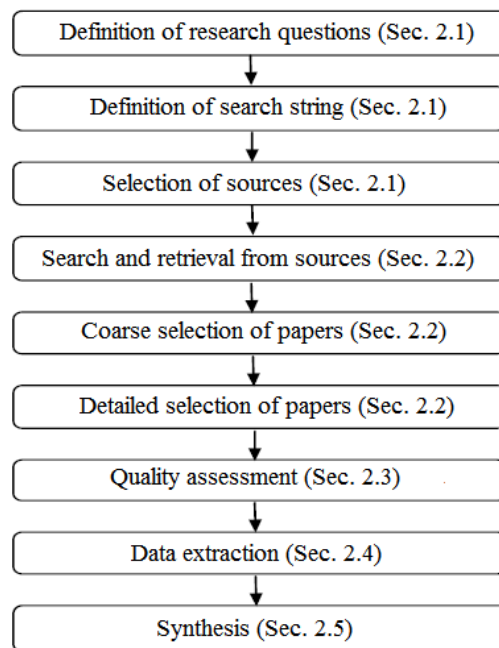 Definition of research questions (Sec. 2.1)
Definition of search string (Sec. 2.1)
Selection of sources (Sec. 2.1)
Search and retrieval from sources (Sec. 2.2)
Coarse selection of papers (Sec. 2.2)
Detailed selection of papers (Sec. 2.2)
Quality assessment (Sec. 2.3)
Data extraction (Sec. 2.4)
Synthesis (Sec. 2.5)